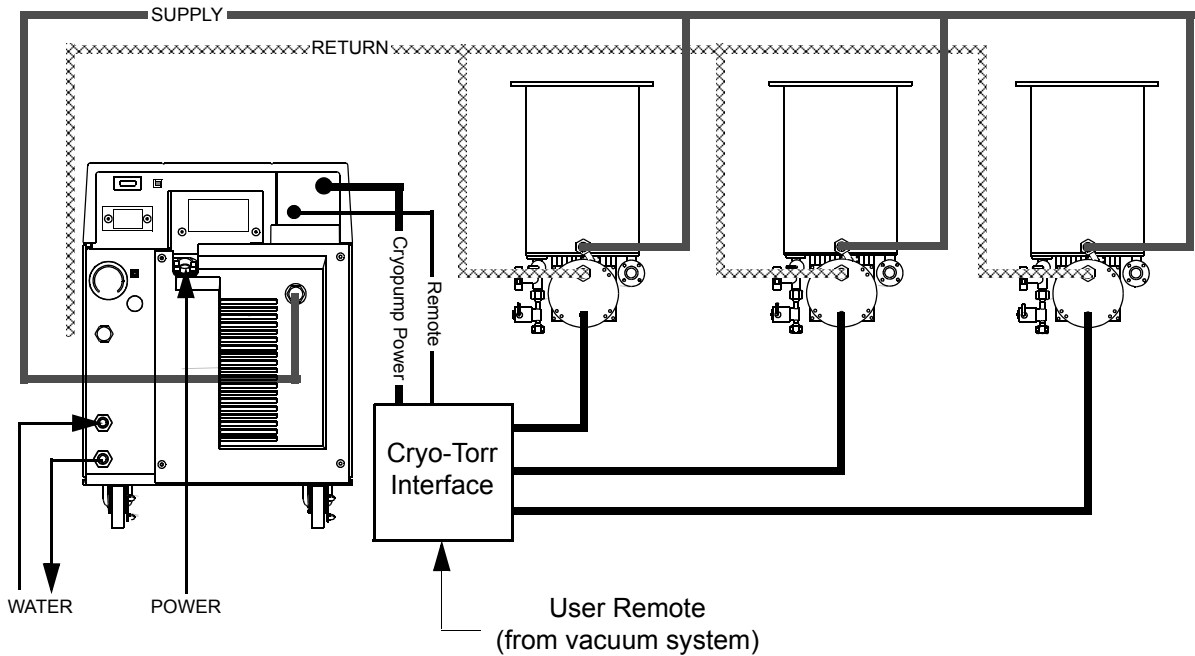 SUPPLY
RETURN
Cryopump Power
Remote
Cryo-Torr
Interface
WATER
POWER
User Remote
(from vacuum system)